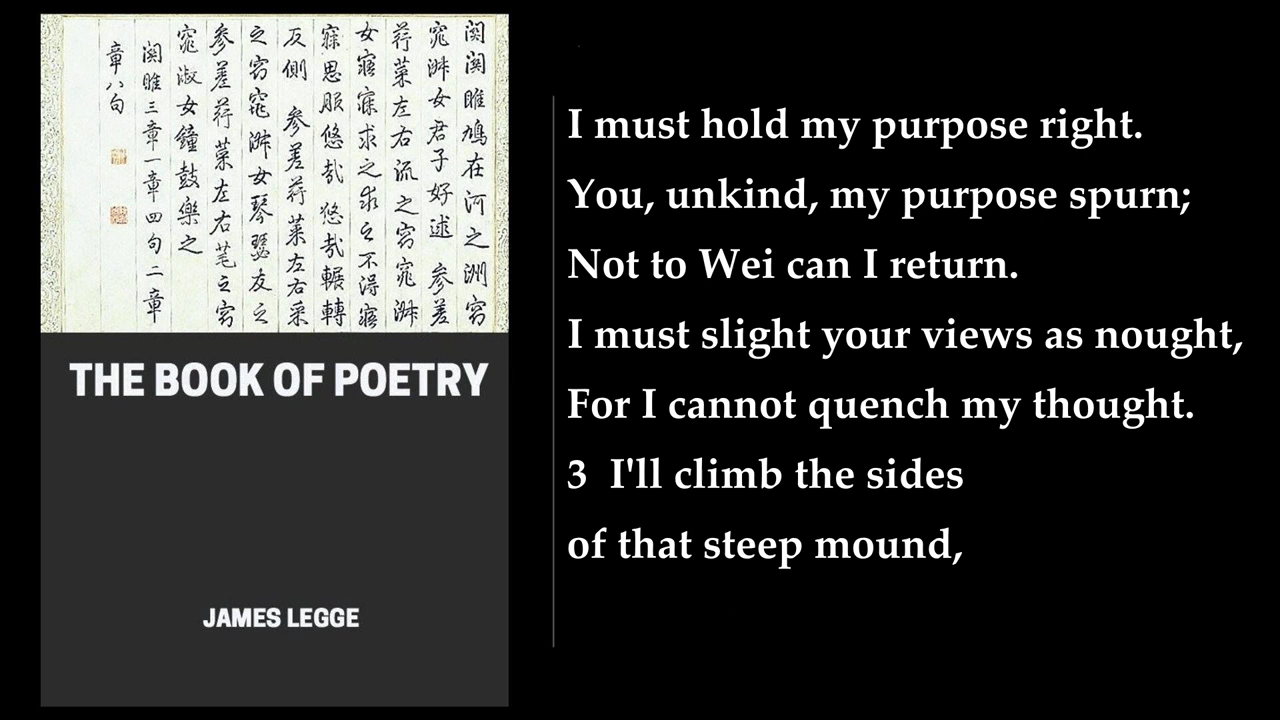 関関雎鳩在河之洲窈
窕淑女君子好逑 参差
荇菜左右流之窈窕淑
女寤寐求之求之不得寤
寐思服悠哉悠哉輾轉
反側 参差荇菜左右采
之窈窕淑女琴瑟友之
参差荇菜左右芼之窈
窕淑女鐘鼓樂之
関雎三章一章四句二章
章八句
THE BOOK OF POETRY
JAMES LEGGE
I must hold my purpose right.
You, unkind, my purpose spurn;
Not to Wei can I return.
I must slight your views as nought,
For I cannot quench my thought.
3 I'll climb the sides
of that steep mound,